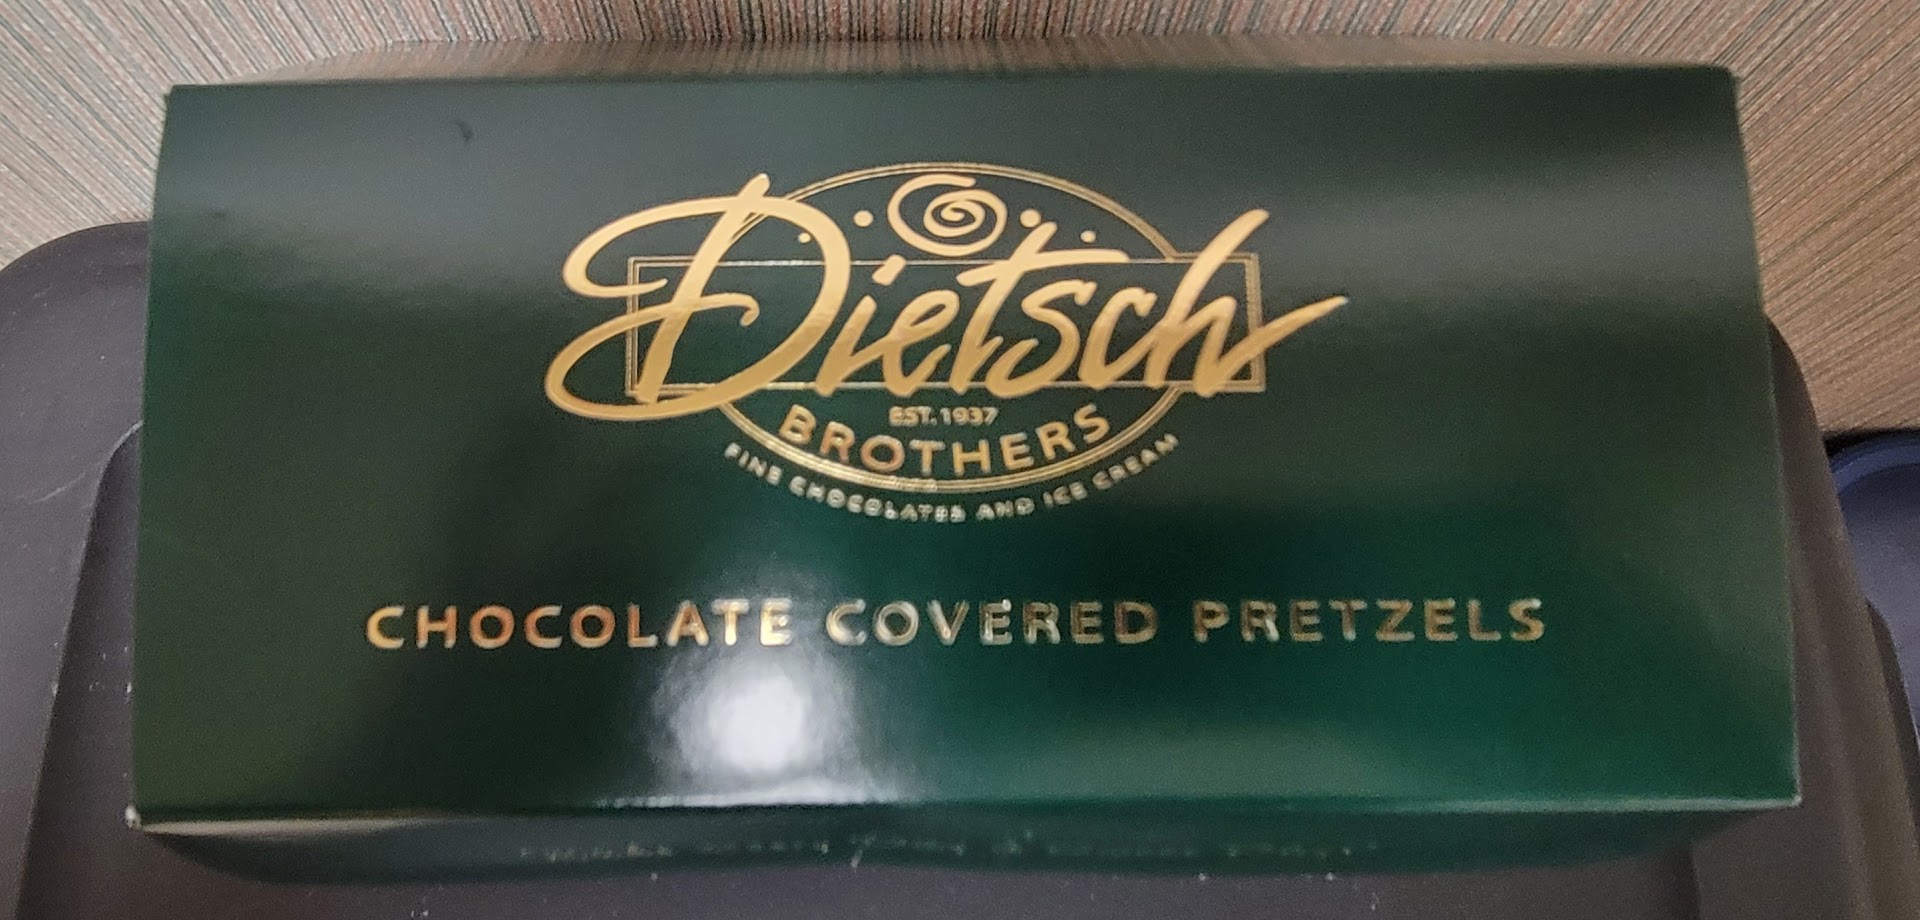 Dietsch
EST. 1937
BROTHERS
FINE CHOCOLATES AND ICE CREAM
CHOCOLATE COVERED PRETZELS